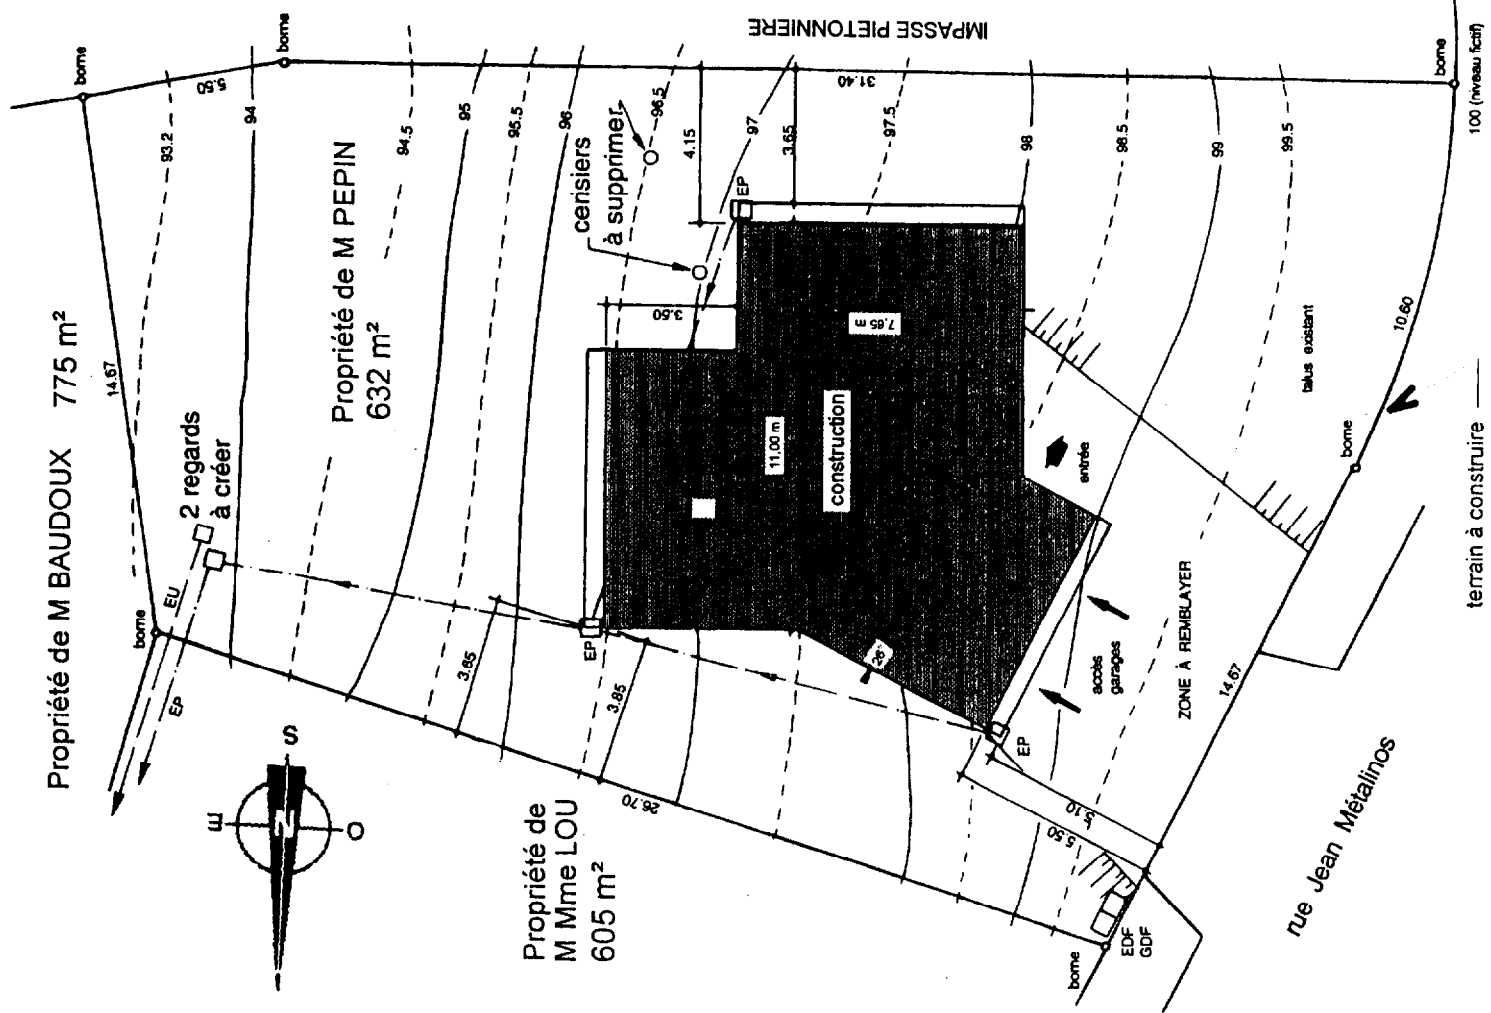 IMPASSE PIETONNIERE
borne
borne
5.50
93.2
94
94.5
95
95.5
96
96.5
97
97.5
98
98.5
99
99.5
31.40
borne
100 (niveau fictif)
Propriété de M BAUDOUX 775 m²
14.67
Propriété de M PEPIN
632 m²
cerisiers
à supprimer
4.15
3.65
EP
3.50
7.65 m
11.00 m
construction
talus existant
10.60
borne
terrain à construire
2 regards
à créer
borne
EU
EP
EP
3.65
3.85
26°
entrée
accès
garages
ZONE À REMBLAYER
14.67
EP
S
E
O
26.70
5.10
5.50
Propriété de
M Mme LOU
605 m²
borne
EDF
GDF
rue Jean Métalinos